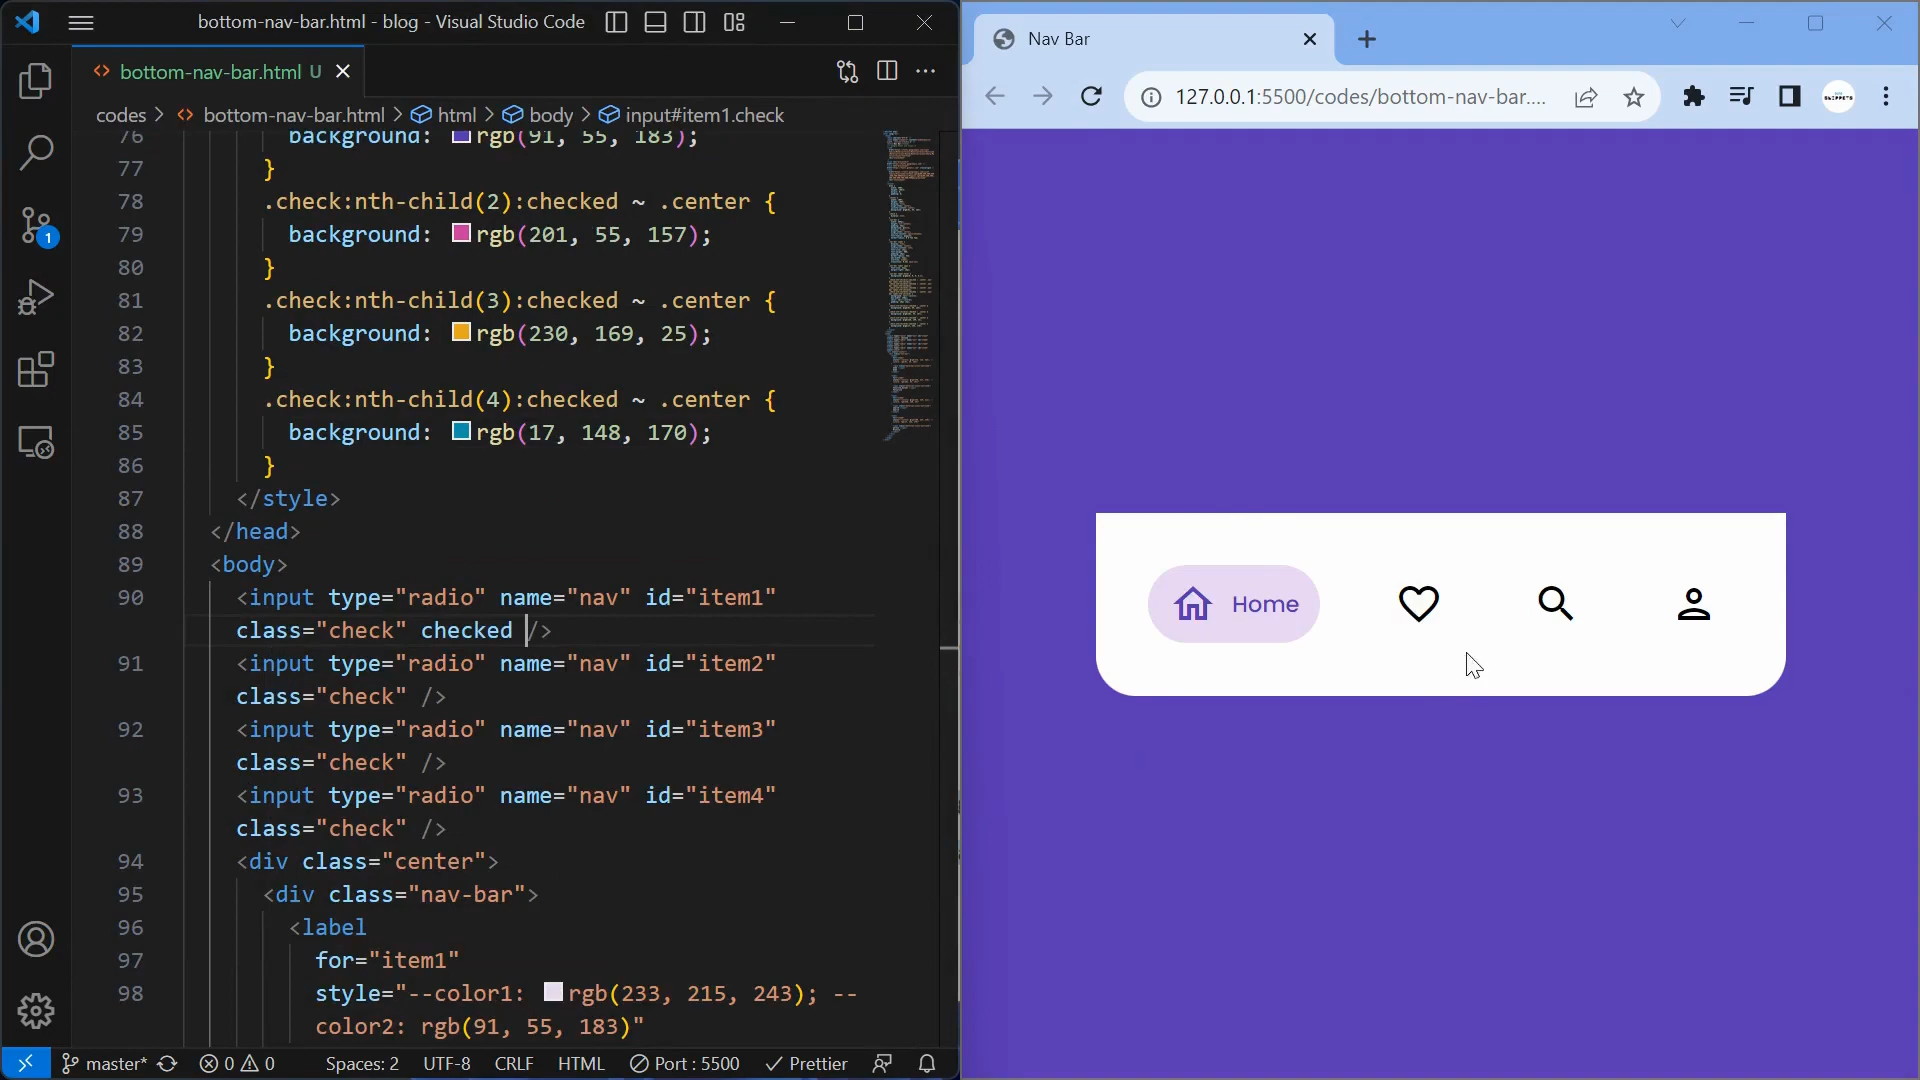 bottom-nav-bar.html - blog - Visual Studio Code
bottom-nav-bar.html U
codes > bottom-nav-bar.html > html > body > input#item1.check
76 background: rgb(91, 55, 183);
77 }
78 .check:nth-child(2):checked ~ .center {
79 background: rgb(201, 55, 157);
80 }
81 .check:nth-child(3):checked ~ .center {
82 background: rgb(230, 169, 25);
83 }
84 .check:nth-child(4):checked ~ .center {
85 background: rgb(17, 148, 170);
86 }
87 </style>
88 </head>
89 <body>
90 <input type="radio" name="nav" id="item1"
class="check" checked />
91 <input type="radio" name="nav" id="item2"
class="check" />
92 <input type="radio" name="nav" id="item3"
class="check" />
93 <input type="radio" name="nav" id="item4"
class="check" />
94 <div class="center">
95 <div class="nav-bar">
96 <label
97 for="item1"
98 style="--color1: rgb(233, 215, 243); --
color2: rgb(91, 55, 183)"
1
master* 0 0 Spaces: 2 UTF-8 CRLF HTML Port : 5500 Prettier
Nav Bar
127.0.0.1:5500/codes/bottom-nav-bar....
Home